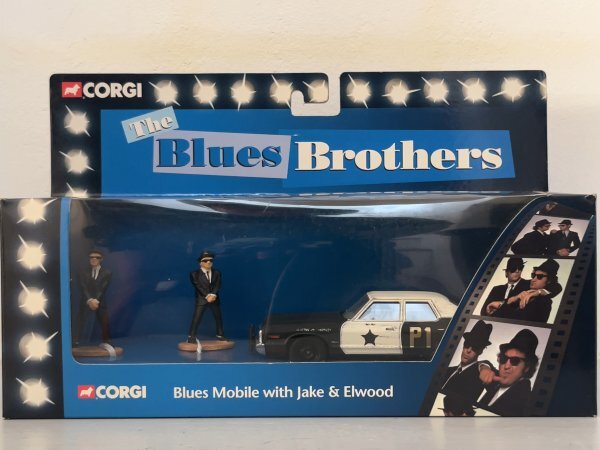 CORGI
The
Blues Brothers
P1
CORGI
Blues Mobile with Jake & Elwood